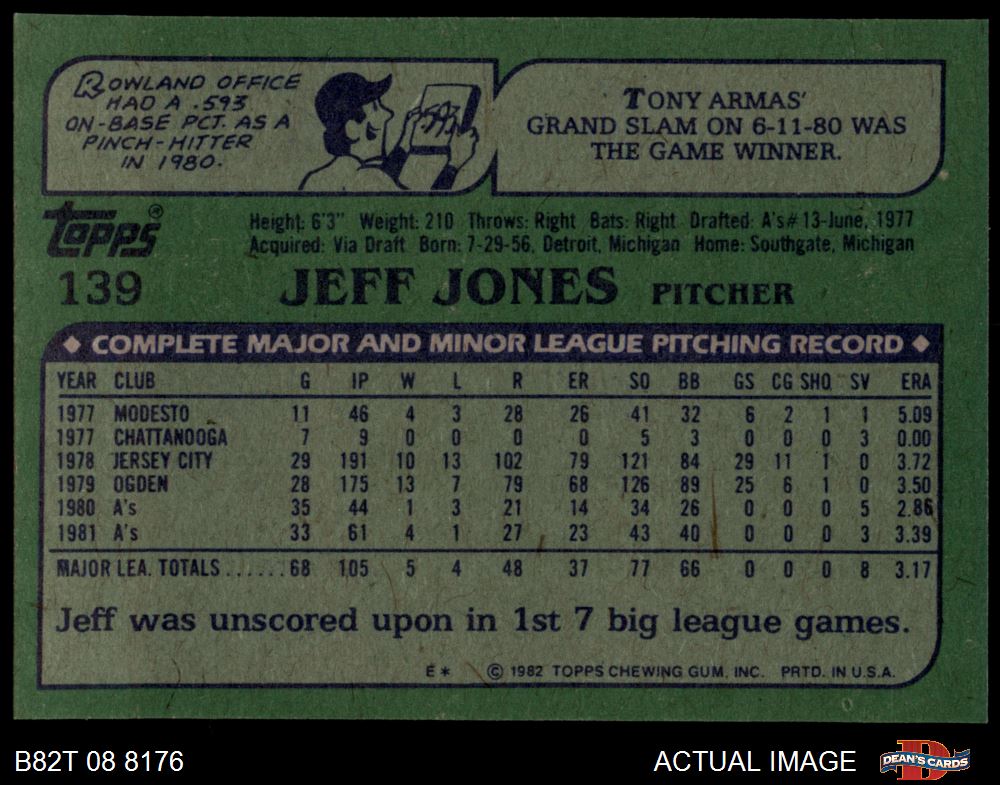 ROWLAND OFFICE
HAD A .593
ON-BASE PCT. AS A
PINCH-HITTER
IN 1980.
.593
TONY ARMAS'
GRAND SLAM ON 6-11-80 WAS
THE GAME WINNER.
Topps®
139
Height: 6'3" Weight: 210 Throws: Right Bats: Right Drafted: A's#13-June, 1977
Acquired: Via Draft Born: 7-29-56, Detroit, Michigan Home: Southgate, Michigan
JEFF JONES PITCHER
◆ COMPLETE MAJOR AND MINOR LEAGUE PITCHING RECORD ◆
YEAR CLUB G IP W L R ER SO BB GS CG SHO SV ERA
1977 MODESTO 11 46 4 3 28 26 41 32 6 2 1 1 5.09
1977 CHATTANOOGA 7 9 0 0 0 0 5 3 0 0 0 3 0.00
1978 JERSEY CITY 29 191 10 13 102 79 121 84 29 11 1 0 3.72
1979 OGDEN 28 175 13 7 79 68 126 89 25 6 1 0 3.50
1980 A's 35 44 1 3 21 14 34 26 0 0 0 5 2.86
1981 A's 33 61 4 1 27 23 43 40 0 0 0 3 3.39
MAJOR LEA. TOTALS.......68 105 5 4 48 37 77 66 0 0 0 8 3.17
Jeff was unscored upon in 1st 7 big league games.
E* © 1982 TOPPS CHEWING GUM, INC. PRTD. IN U.S.A.
B82T 08 8176
ACTUAL IMAGE
D
DEAN'S CARDS